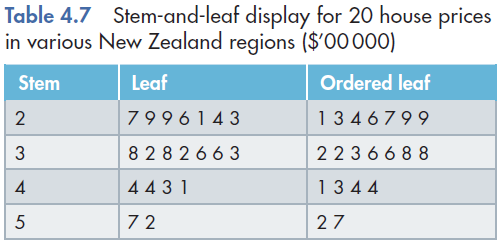 Table 4.7 Stem-and-leaf display for 20 house prices
in various New Zealand regions ($'00 000)
Stem Leaf Ordered leaf
2 7 9 9 6 1 4 3 1 3 4 6 7 9 9
3 8 2 8 2 6 6 3 2 2 3 6 6 8 8
4 4 4 3 1 1 3 4 4
5 7 2 2 7